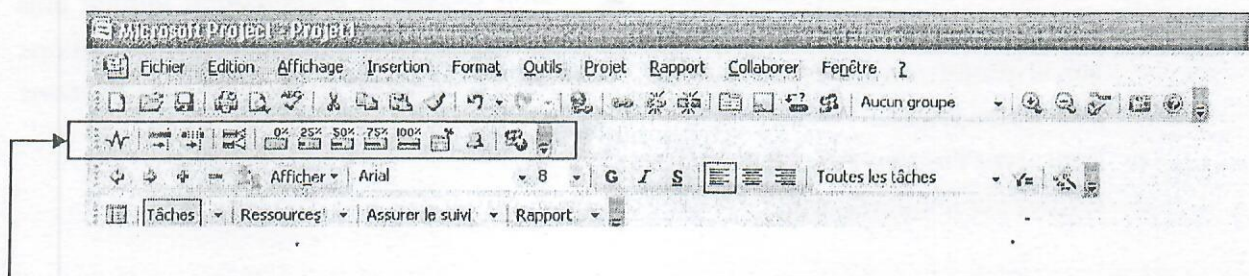 Microsoft Project - Projet1
Fichier Edition Affichage Insertion Format Outils Projet Rapport Collaborer Fenêtre ?
Aucun groupe
0% 25% 50% 75% 100%
Afficher Arial 8 G I S Toutes les tâches
Tâches Ressources Assurer le suivi Rapport